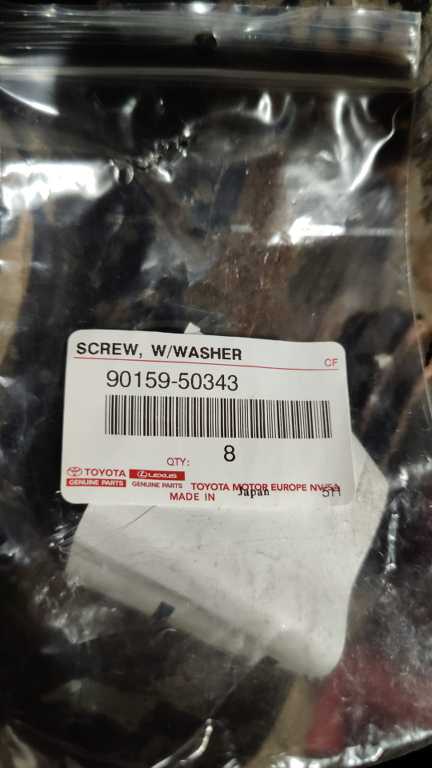 SCREW, W/WASHER
CF
90159-50343
QTY: 8
TOYOTA LEXUS
GENUINE PARTS GENUINE PARTS TOYOTA MOTOR EUROPE NV/SA
MADE IN Japan 511